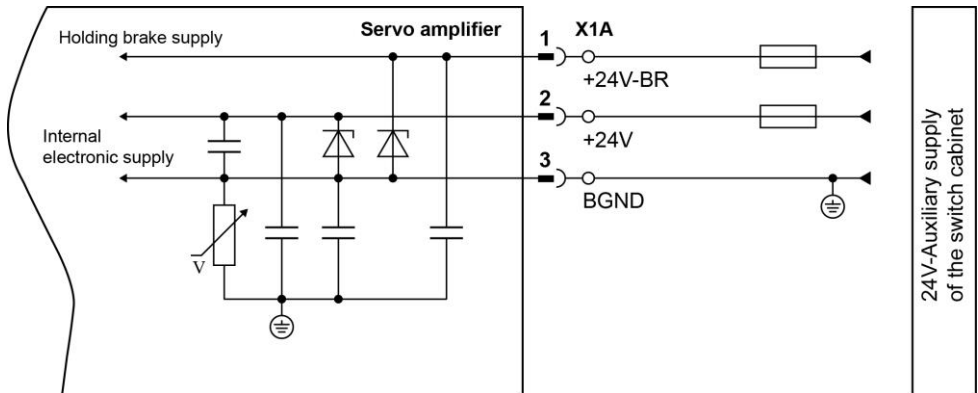 Holding brake supply
Servo amplifier
1
X1A
+24V-BR
2
+24V
Internal
electronic supply
3
BGND
V
24V-Auxiliary supply
of the switch cabinet